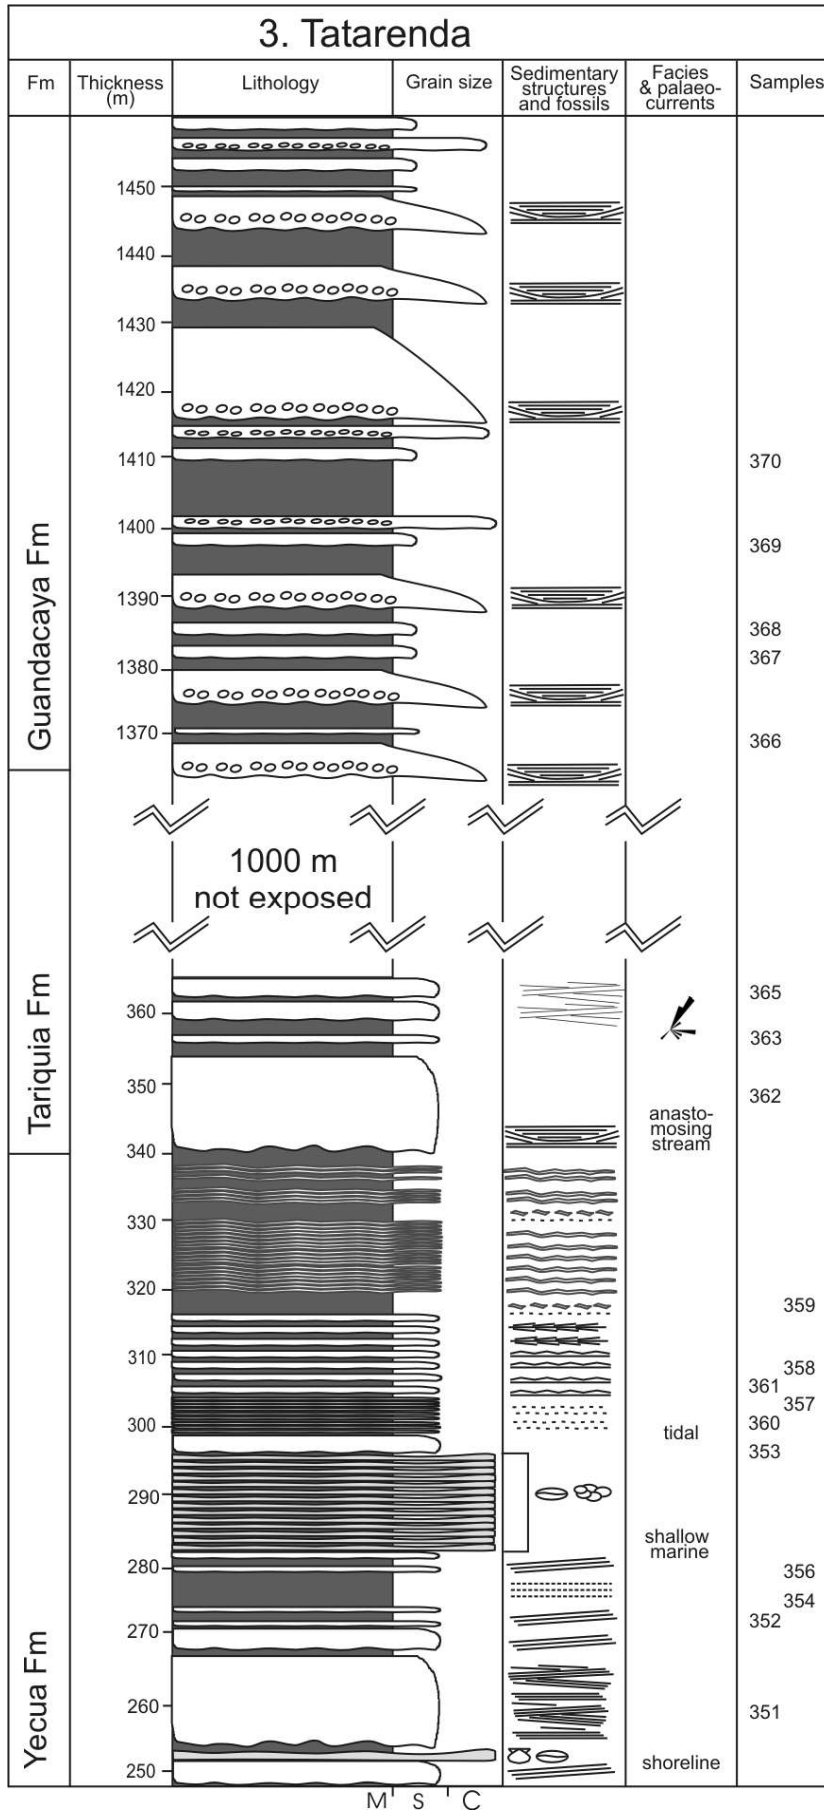 3. Tatarenda
Fm
Thickness
(m)
Lithology
Grain size
Sedimentary
structures
and fossils
Facies
& palaeo-
currents
Samples
1450
1440
1430
1420
1410
370
1400
369
1390
368
367
1380
1370
366
Guandacaya Fm
1000 m
not exposed
365
360
363
350
362
anasto-
mosing
stream
340
Tariquia Fm
330
320
359
310
358
361
357
300
360
tidal
353
290
shallow
marine
280
356
354
270
352
260
351
shoreline
250
Yecua Fm
M S C